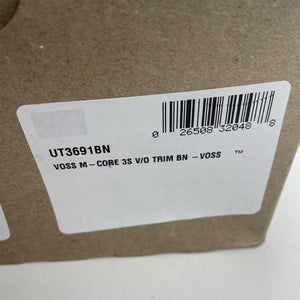 0 26508 32048 8
UT3691BN
VOSS M-CORE 3S V/O TRIM BN -VOSS ™